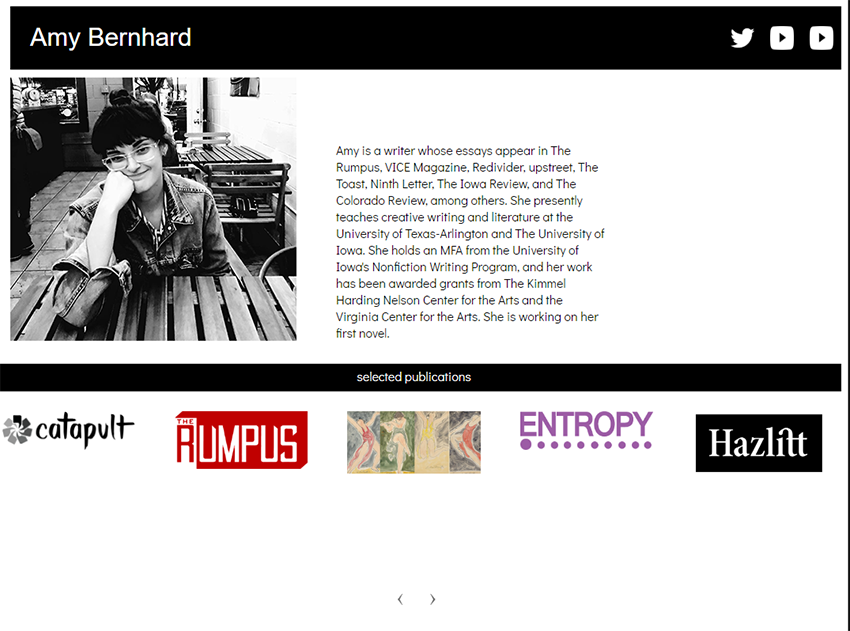 Amy Bernhard
Amy is a writer whose essays appear in The
Rumpus, VICE Magazine, Redivider, upstreet, The
Toast, Ninth Letter, The Iowa Review, and The
Colorado Review, among others. She presently
teaches creative writing and literature at the
University of Texas-Arlington and The University of
Iowa. She holds an MFA from the University of
Iowa's Nonfiction Writing Program, and her work
has been awarded grants from The Kimmel
Harding Nelson Center for the Arts and the
Virginia Center for the Arts. She is working on her
first novel.
selected publications
catapult
THE
RUMPUS
ENTROPY
Hazlitt